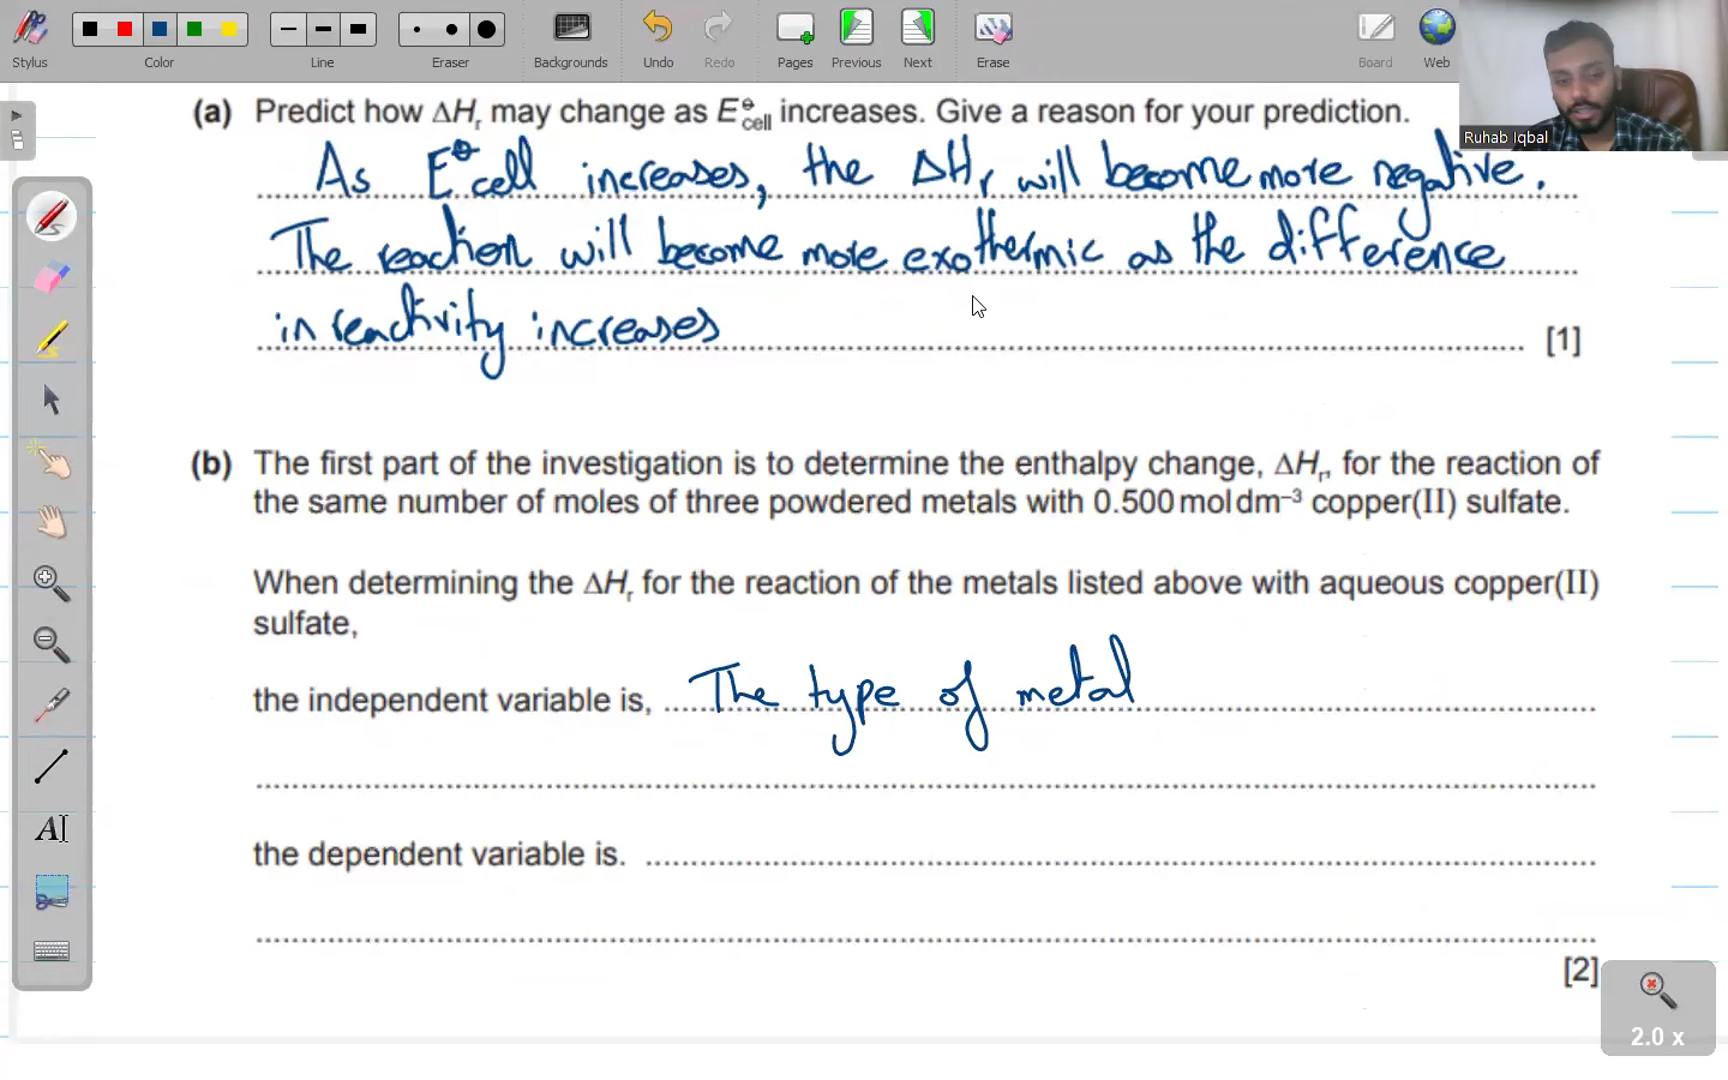 Stylus
Color
Line
Eraser
Backgrounds
Undo
Redo
Pages
Previous
Next
Erase
Board
Web
Ruhab Iqbal
(a) Predict how ΔHr may change as E⦵cell increases. Give a reason for your prediction.
As E⦵cell increases, the ΔHr will become more negative.
The reaction will become more exothermic as the difference
in reactivity increases
[1]
(b) The first part of the investigation is to determine the enthalpy change, ΔHr, for the reaction of
the same number of moles of three powdered metals with 0.500 mol dm⁻³ copper(II) sulfate.
When determining the ΔHr for the reaction of the metals listed above with aqueous copper(II)
sulfate,
the independent variable is, The type of metal
the dependent variable is.
[2]
2.0 x